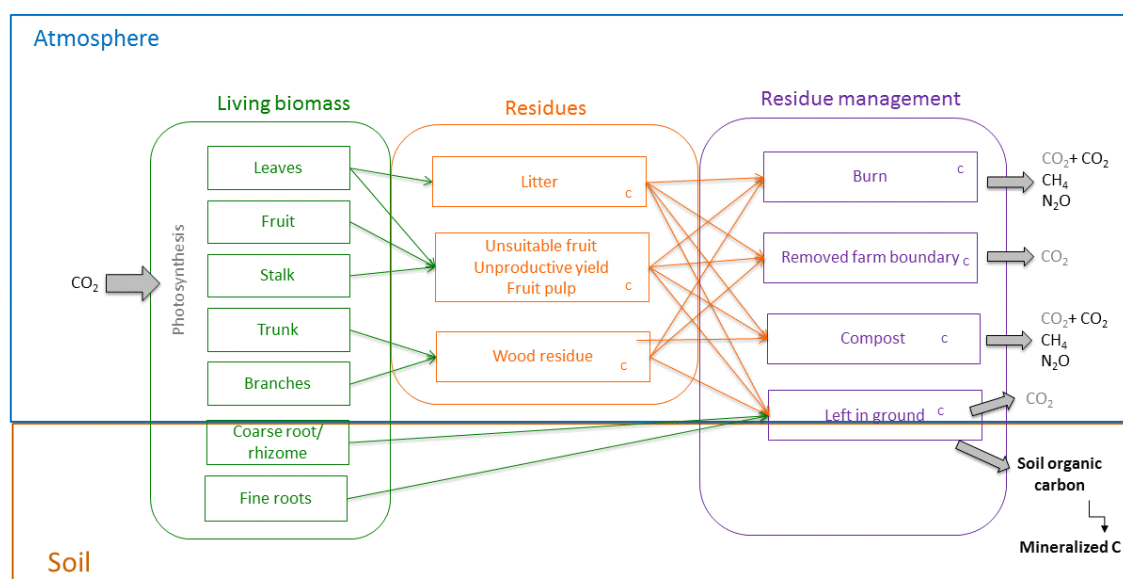 Atmosphere
Living biomass
Residues
Residue management
CO₂
Photosynthesis
Leaves
Fruit
Stalk
Trunk
Branches
Coarse root/
rhizome
Fine roots
Litter
C
Unsuitable fruit
Unproductive yield
Fruit pulp
C
Wood residue
C
Burn
C
Removed farm boundary
C
Compost
C
Left in ground
C
CO₂+ CO₂
CH₄
N₂O
CO₂
CO₂+ CO₂
CH₄
N₂O
CO₂
Soil organic
carbon
Mineralized C
Soil